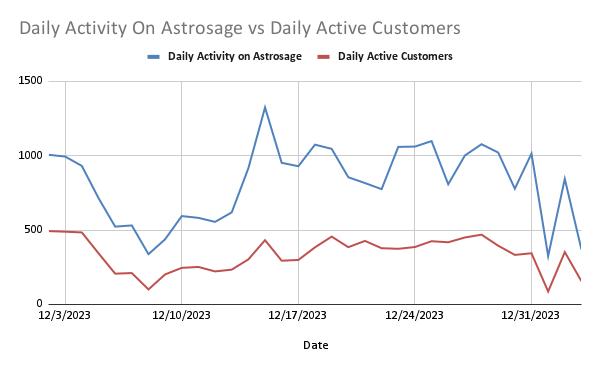 Daily Activity On Astrosage vs Daily Active Customers
Daily Activity on Astrosage Daily Active Customers
1500
1000
500
0
12/3/2023 12/10/2023 12/17/2023 12/24/2023 12/31/2023
Date